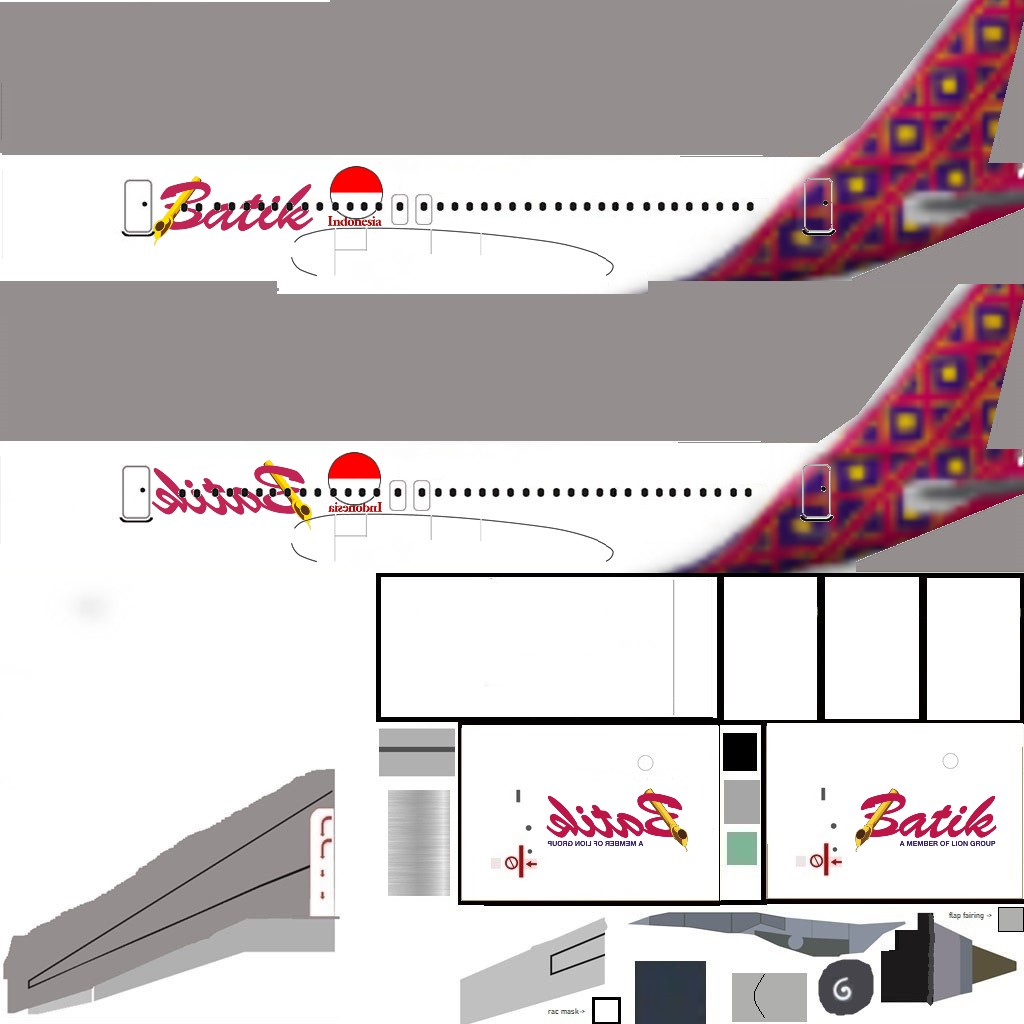 Batik
Indonesia
Batik
Indonesia
Batik
A MEMBER OF LION GROUP
Batik
A MEMBER OF LION GROUP
flap fairing ->
rac mask->